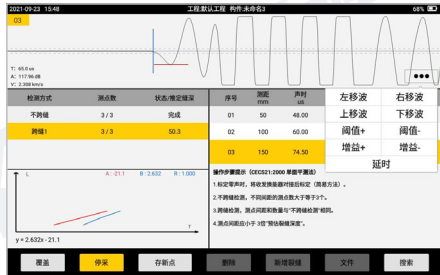 2021-09-23 15:48 工程:默认工程 构件:未命名3 68%
03
T: 65.0 us
A: 117.96 dB
V: 2.308 km/s
检测方式 测点数 状态/推定缝深
不跨缝 3 / 3 完成
跨缝1 3 / 3 50.3
序号 测距 mm 声时 us
01 50 48.00
02 100 60.00
03 150 74.50
左移波 右移波
上移波 下移波
阈值+ 阈值-
增益+ 增益-
延时
L A : -21.1 B : 2.632 R : 1.000
T
y = 2.632x - 21.1
操作步骤提示(CECS21:2000 单面平测法)
1.标定零声时,将收发换能器对接后标定(简易方法)。
2.不跨缝检测,不同间距的测点数大于等于3个。
3.跨缝检测,测点间距和数量与“不跨缝检测”相同。
4.测点间距应小于 3倍“预估裂缝深度”。
覆盖 停采 存新点 删除 新增裂缝 文件 搜索